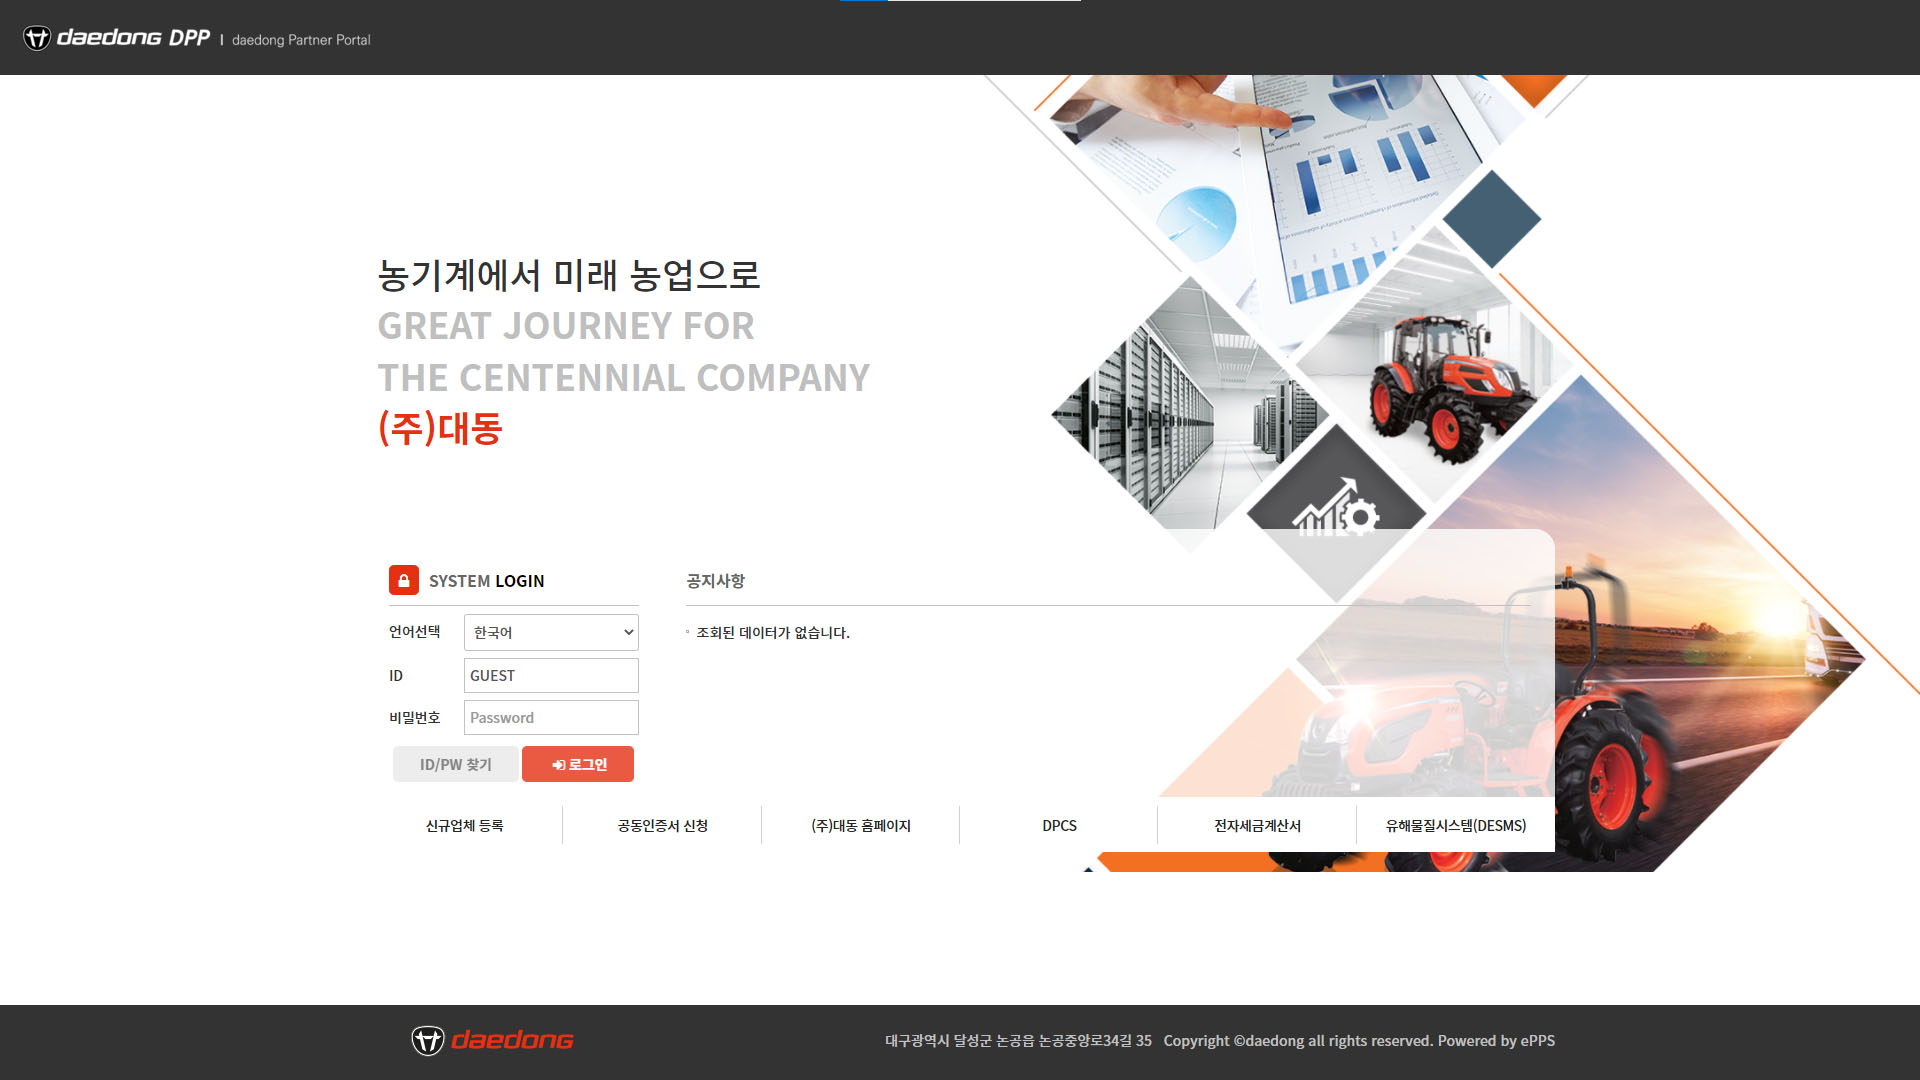 daedong DPP | daedong Partner Portal
농기계에서 미래 농업으로
GREAT JOURNEY FOR
THE CENTENNIAL COMPANY
(주)대동
SYSTEM LOGIN
언어선택 한국어
ID GUEST
비밀번호 Password
ID/PW 찾기 로그인
공지사항
조회된 데이터가 없습니다.
신규업체 등록 공동인증서 신청 (주)대동 홈페이지 DPCS 전자세금계산서 유해물질시스템(DESMS)
daedong
대구광역시 달성군 논공읍 논공중앙로34길 35 Copyright ©daedong all rights reserved. Powered by ePPS